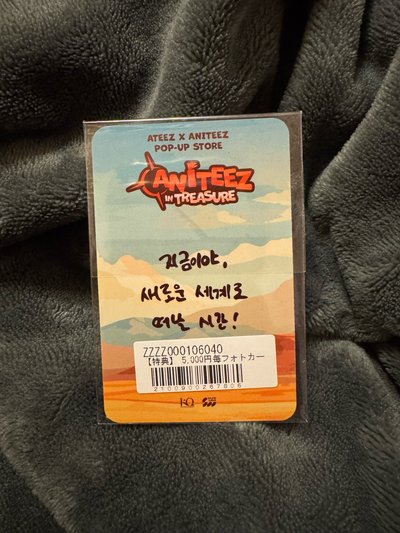 ATEEZ X ANITEEZ
POP-UP STORE
ANITEEZ
IN TREASURE
지금이야,
새로운 세계로
떠날 시간!
ZZZZ000106040
【特典】 5,000円毎フォトカー
2100900267806